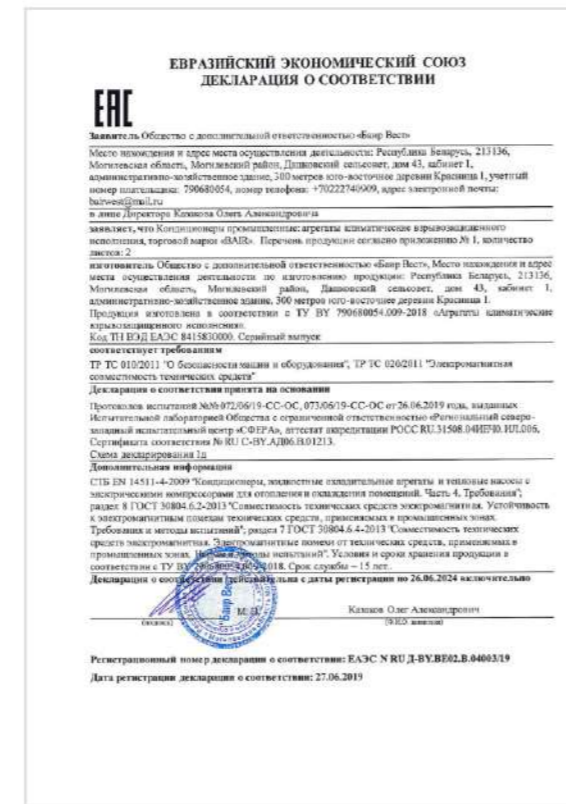 ЕВРАЗИЙСКИЙ ЭКОНОМИЧЕСКИЙ СОЮЗ
ДЕКЛАРАЦИЯ О СООТВЕТСТВИИ
ЕАС
Заявитель Общество с дополнительной ответственностью «Баир Вест»
Место нахождения и адрес места осуществления деятельности: Республика Беларусь, 213136,
Могилевская область, Могилевский район, Дашковский сельсовет, дом 43, кабинет 1,
административно-хозяйственное здание, 300 метров юго-восточнее деревни Красница 1, учетный
номер плательщика: 790680054, номер телефона: +70222740909, адрес электронной почты:
bairwest@mail.ru
в лице Директора Казакова Олега Александровича
заявляет, что Кондиционеры промышленные: агрегаты климатические взрывозащищенного
исполнения, торговой марки «BAIR». Перечень продукции согласно приложению № 1, количество
листов: 2
изготовитель Общество с дополнительной ответственностью «Баир Вест», Место нахождения и адрес
места осуществления деятельности по изготовлению продукции: Республика Беларусь, 213136,
Могилевская область, Могилевский район, Дашковский сельсовет, дом 43, кабинет 1,
административно-хозяйственное здание, 300 метров юго-восточнее деревни Красница 1.
Продукция изготовлена в соответствии с ТУ BY 790680054.009-2018 «Агрегаты климатические
взрывозащищенного исполнения».
Код ТН ВЭД ЕАЭС 8415830000. Серийный выпуск
соответствует требованиям
ТР ТС 010/2011 "О безопасности машин и оборудования", ТР ТС 020/2011 "Электромагнитная
совместимость технических средств"
Декларация о соответствии принята на основании
Протоколов испытаний №№ 072/06/19-СС-ОС, 073/06/19-СС-ОС от 26.06.2019 года, выданных
Испытательной лабораторией Общества с ограниченной ответственностью «Региональный северо-
западный испытательный центр «СФЕРА», аттестат аккредитации РОСС RU.31508.04ИЕЧ0.ИЛ.006,
Сертификата соответствия № RU C-BY.АД06.В.01213.
Схема декларирования 1д
Дополнительная информация
СТБ EN 14511-4-2009 "Кондиционеры, жидкостные охладительные агрегаты и тепловые насосы с
электрическими компрессорами для отопления и охлаждения помещений. Часть 4. Требования";
раздел 8 ГОСТ 30804.6.2-2013 "Совместимость технических средств электромагнитная. Устойчивость
к электромагнитным помехам технических средств, применяемых в промышленных зонах.
Требования и методы испытаний"; раздел 7 ГОСТ 30804.6.4-2013 "Совместимость технических
средств электромагнитная. Электромагнитные помехи от технических средств, применяемых в
промышленных зонах. Нормы и методы испытаний". Условия и сроки хранения продукции в
соответствии с ТУ BY 790680054.009-2018. Срок службы – 15 лет.
Декларация о соответствии действительна с даты регистрации по 26.06.2024 включительно
Баир Вест
М. П.
Казаков Олег Александрович
(подпись)
(Ф.И.О. заявителя)
Регистрационный номер декларации о соответствии: ЕАЭС N RU Д-BY.BE02.В.04003/19
Дата регистрации декларации о соответствии: 27.06.2019